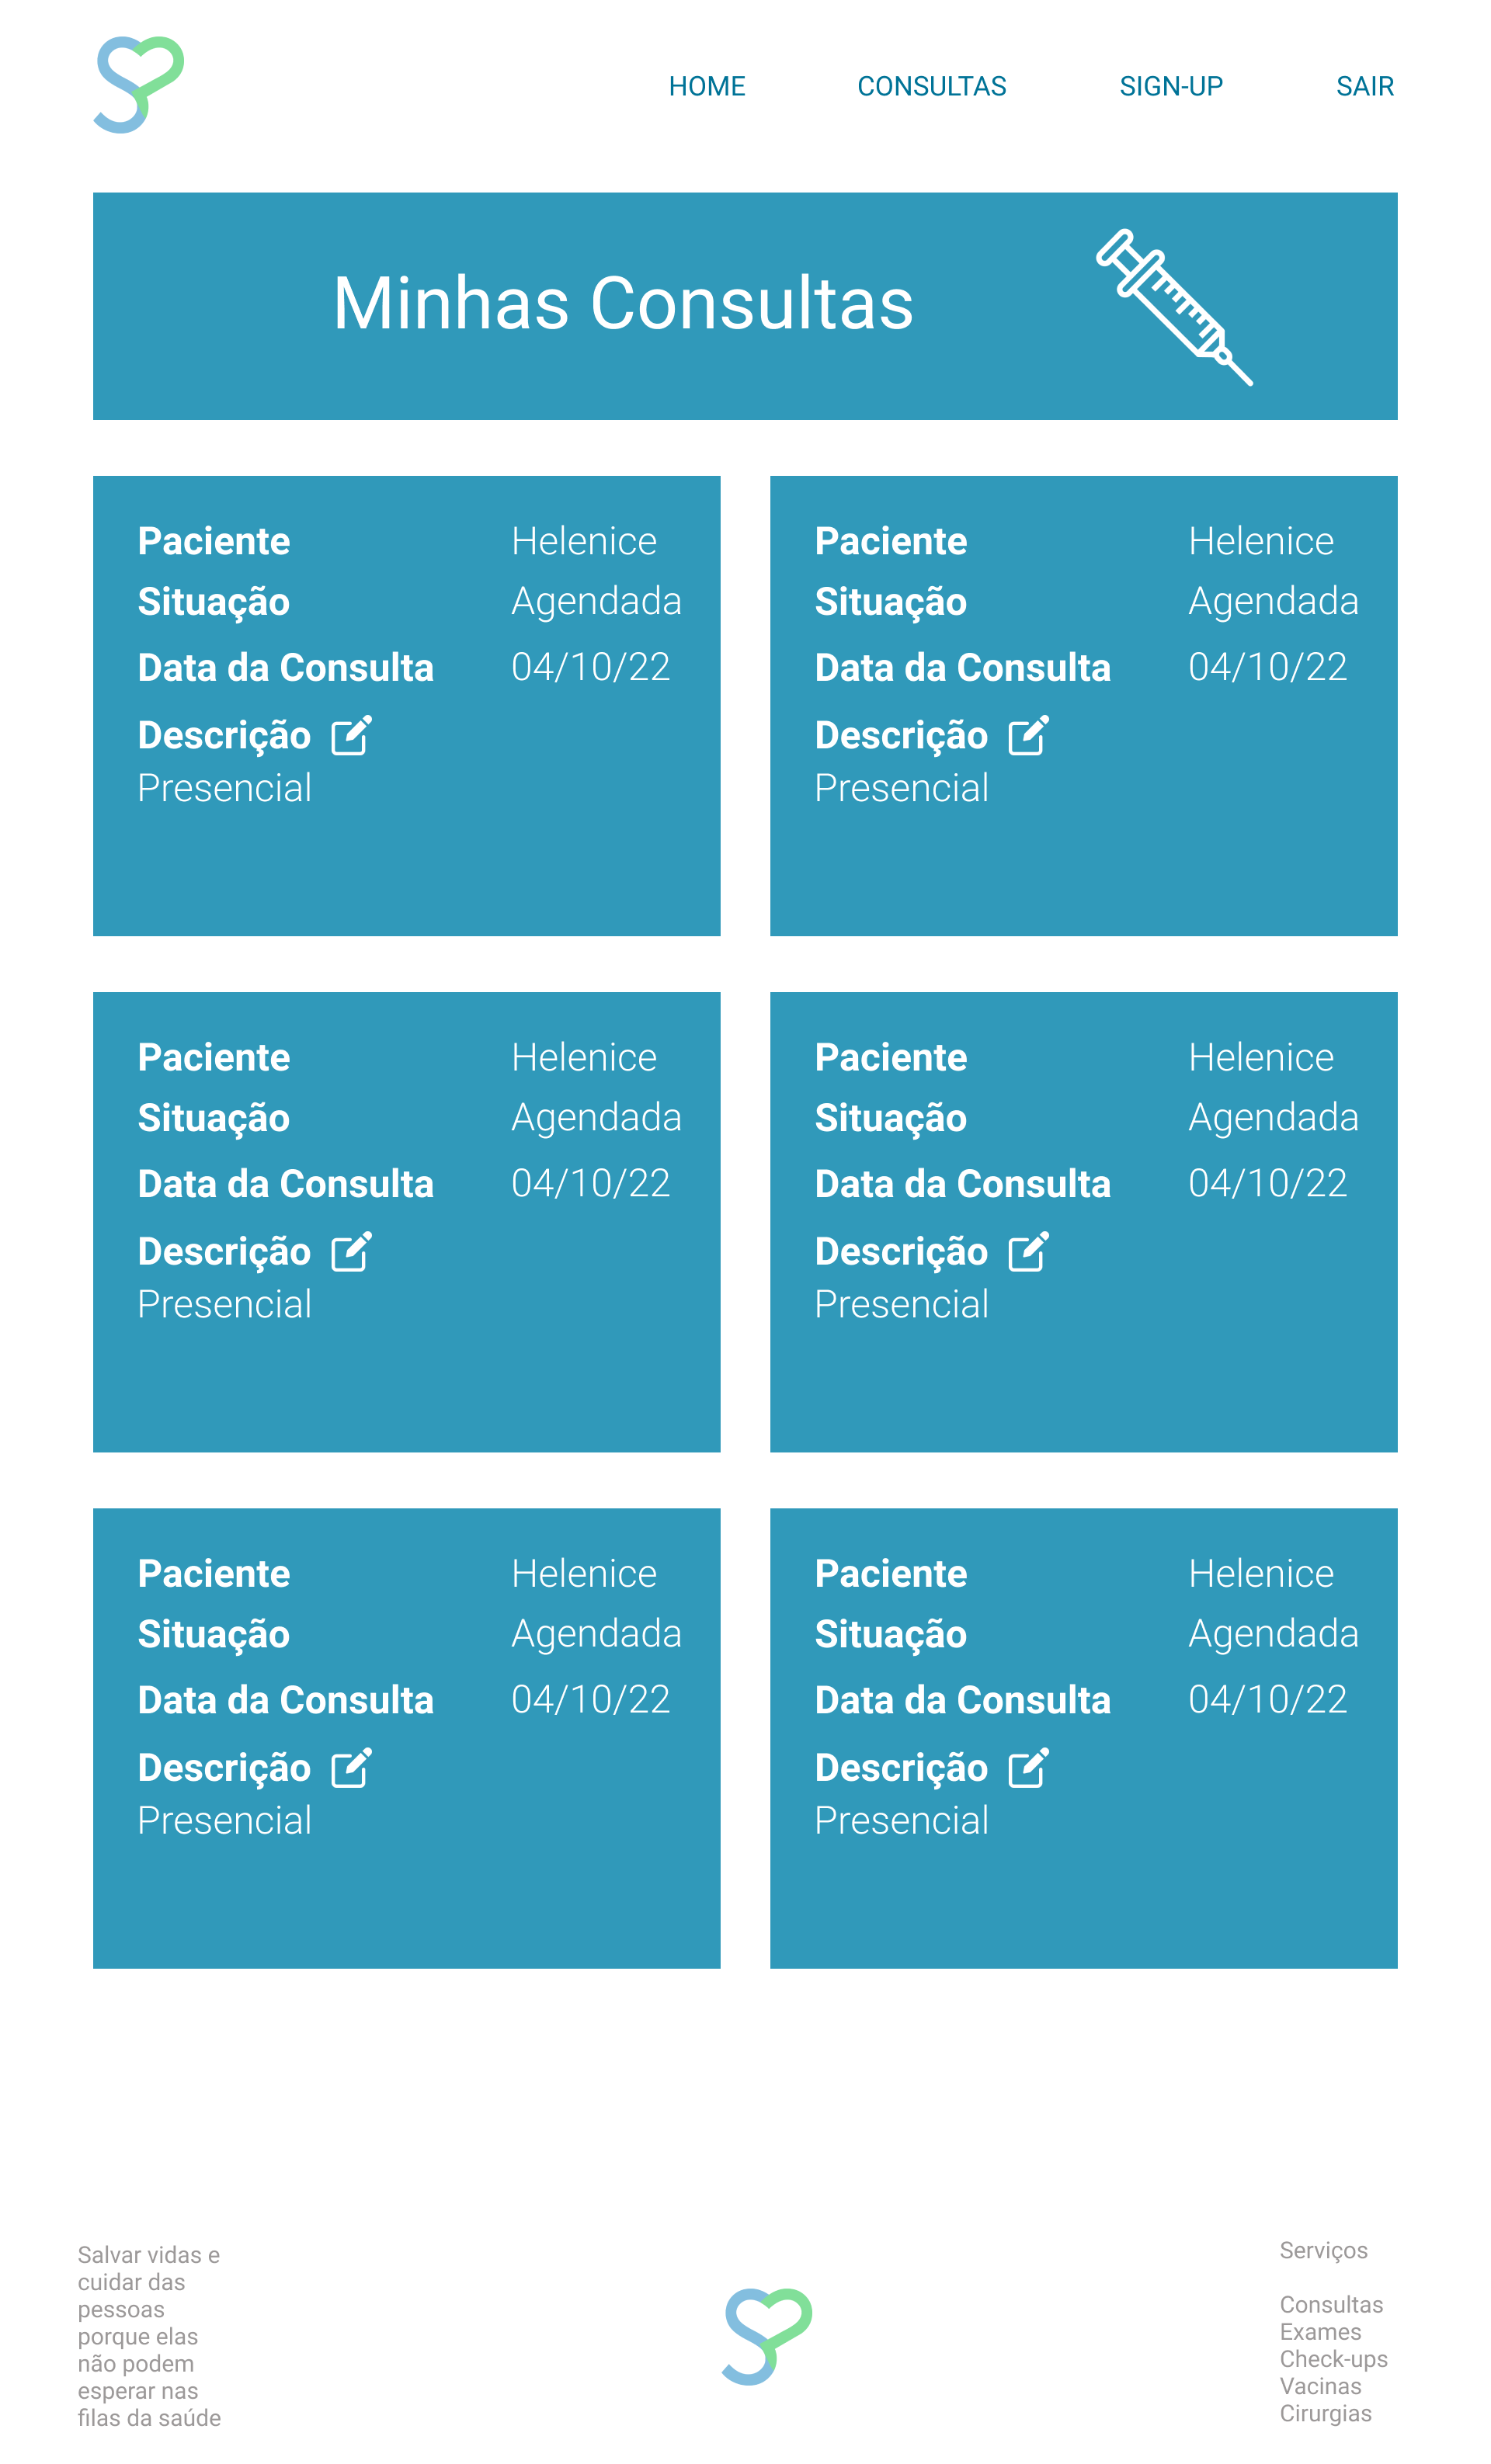 HOME CONSULTAS SIGN-UP SAIR
Minhas Consultas
Paciente Helenice
Situação Agendada
Data da Consulta 04/10/22
Descrição
Presencial
Paciente Helenice
Situação Agendada
Data da Consulta 04/10/22
Descrição
Presencial
Paciente Helenice
Situação Agendada
Data da Consulta 04/10/22
Descrição
Presencial
Paciente Helenice
Situação Agendada
Data da Consulta 04/10/22
Descrição
Presencial
Paciente Helenice
Situação Agendada
Data da Consulta 04/10/22
Descrição
Presencial
Paciente Helenice
Situação Agendada
Data da Consulta 04/10/22
Descrição
Presencial
Salvar vidas e
cuidar das
pessoas
porque elas
não podem
esperar nas
filas da saúde
Serviços
Consultas
Exames
Check-ups
Vacinas
Cirurgias